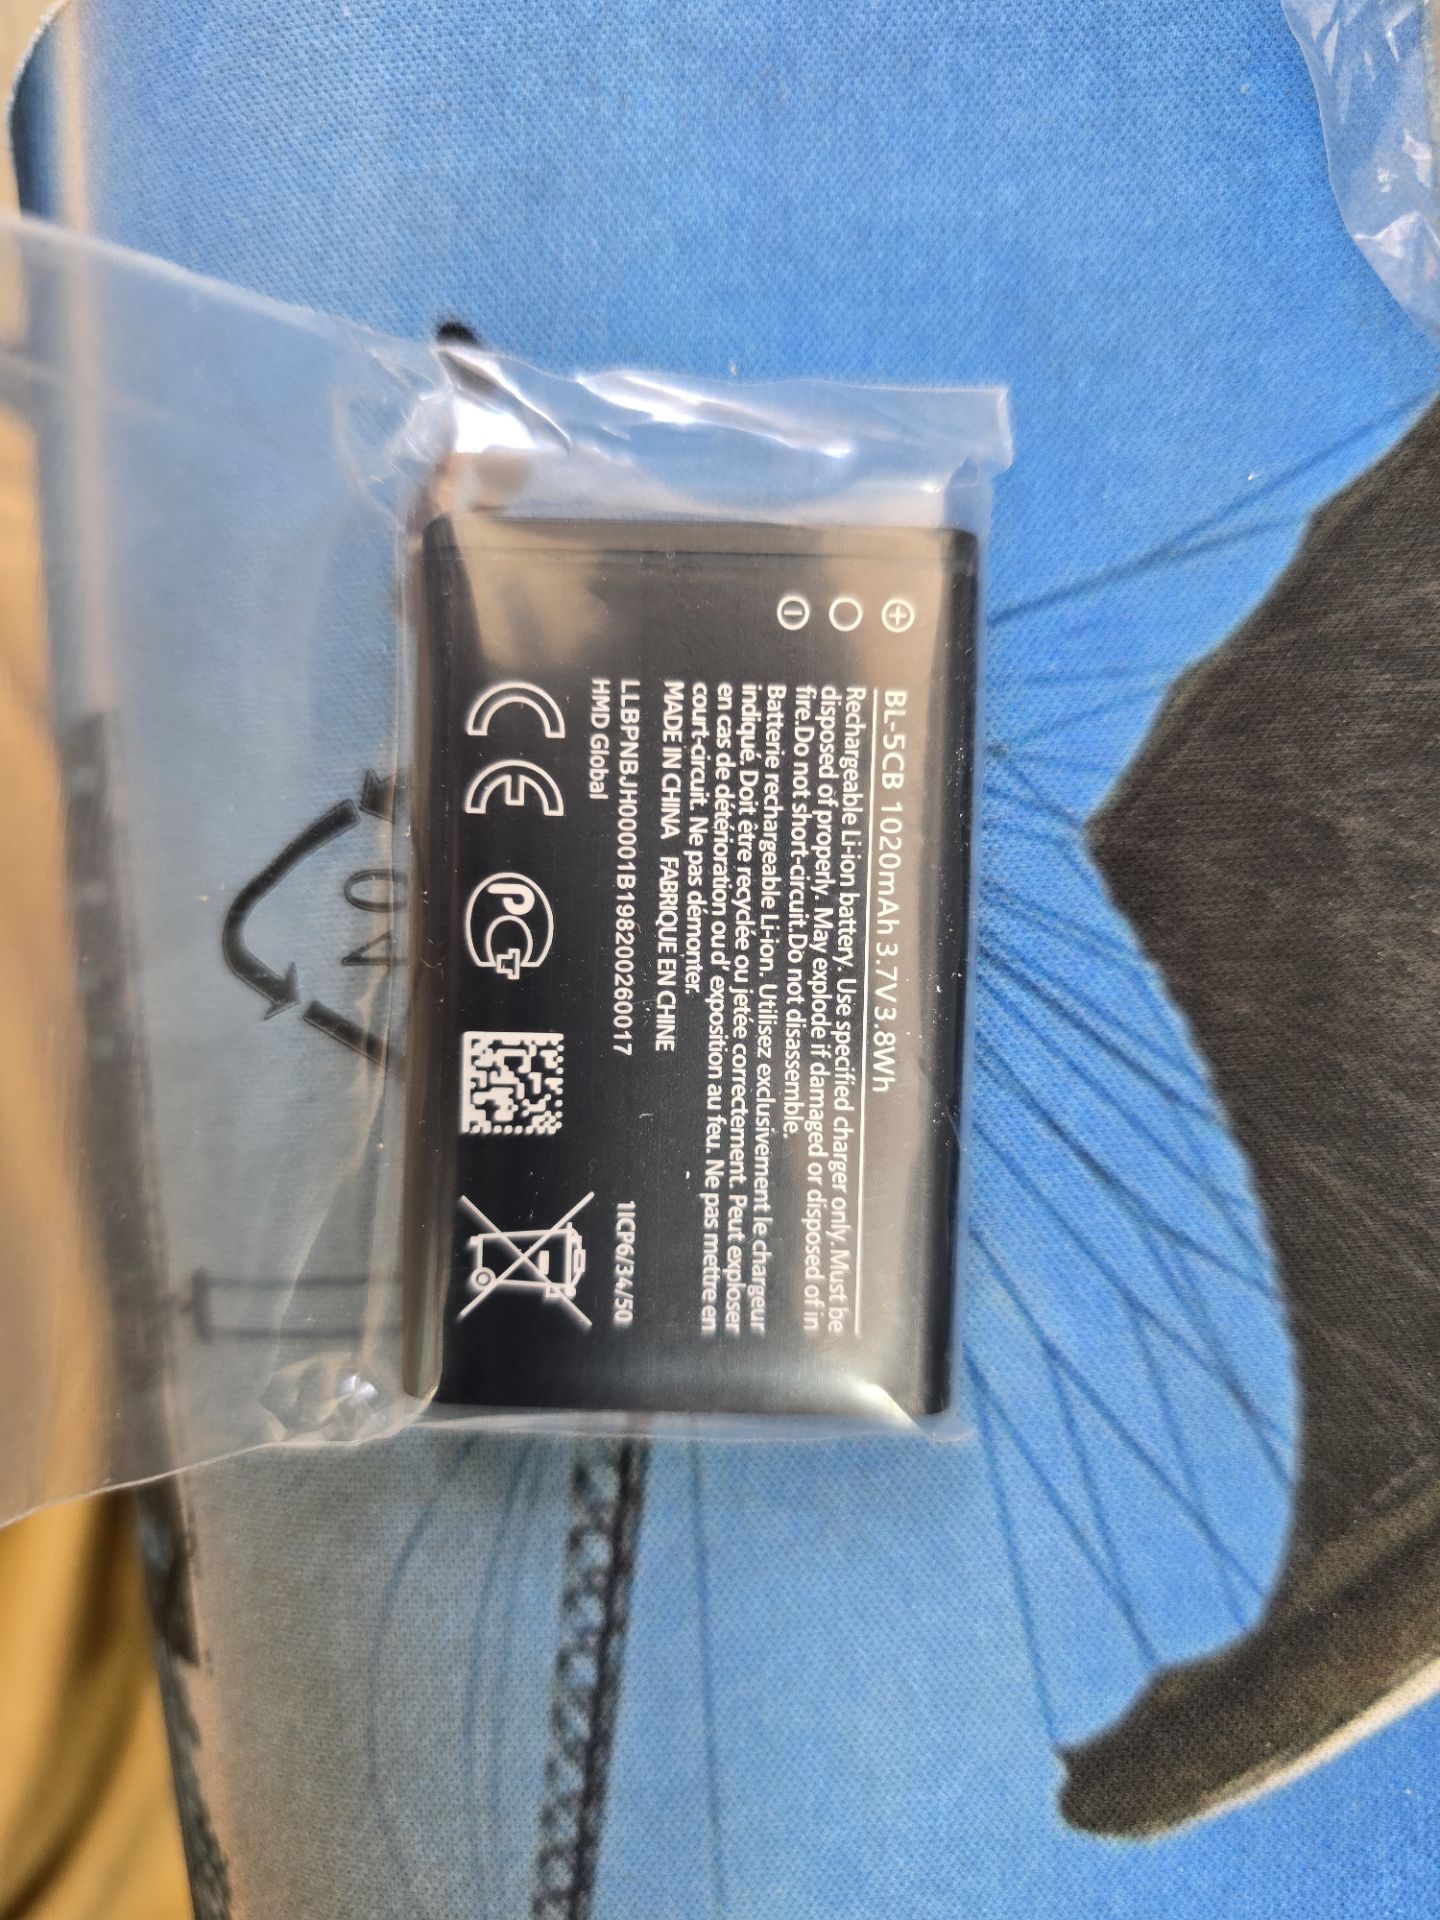 BL-5CB 1020mAh 3.7V 3.8Wh
Rechargeable Li-ion battery. Use specified charger only. Must be
disposed of properly. May explode if damaged or disposed of in
fire.Do not short-circuit.Do not disassemble.
Batterie rechargeable Li-ion. Utilisez exclusivement le chargeur
indiqué. Doit être recyclée ou jetée correctement. Peut exploser
en cas de détérioration ou d' exposition au feu. Ne pas mettre en
court-circuit. Ne pas démonter.
MADE IN CHINA FABRIQUE EN CHINE
LLBPNBJJH00001B198200260017 1ICP6/34/50
HMD Global
CE PCT